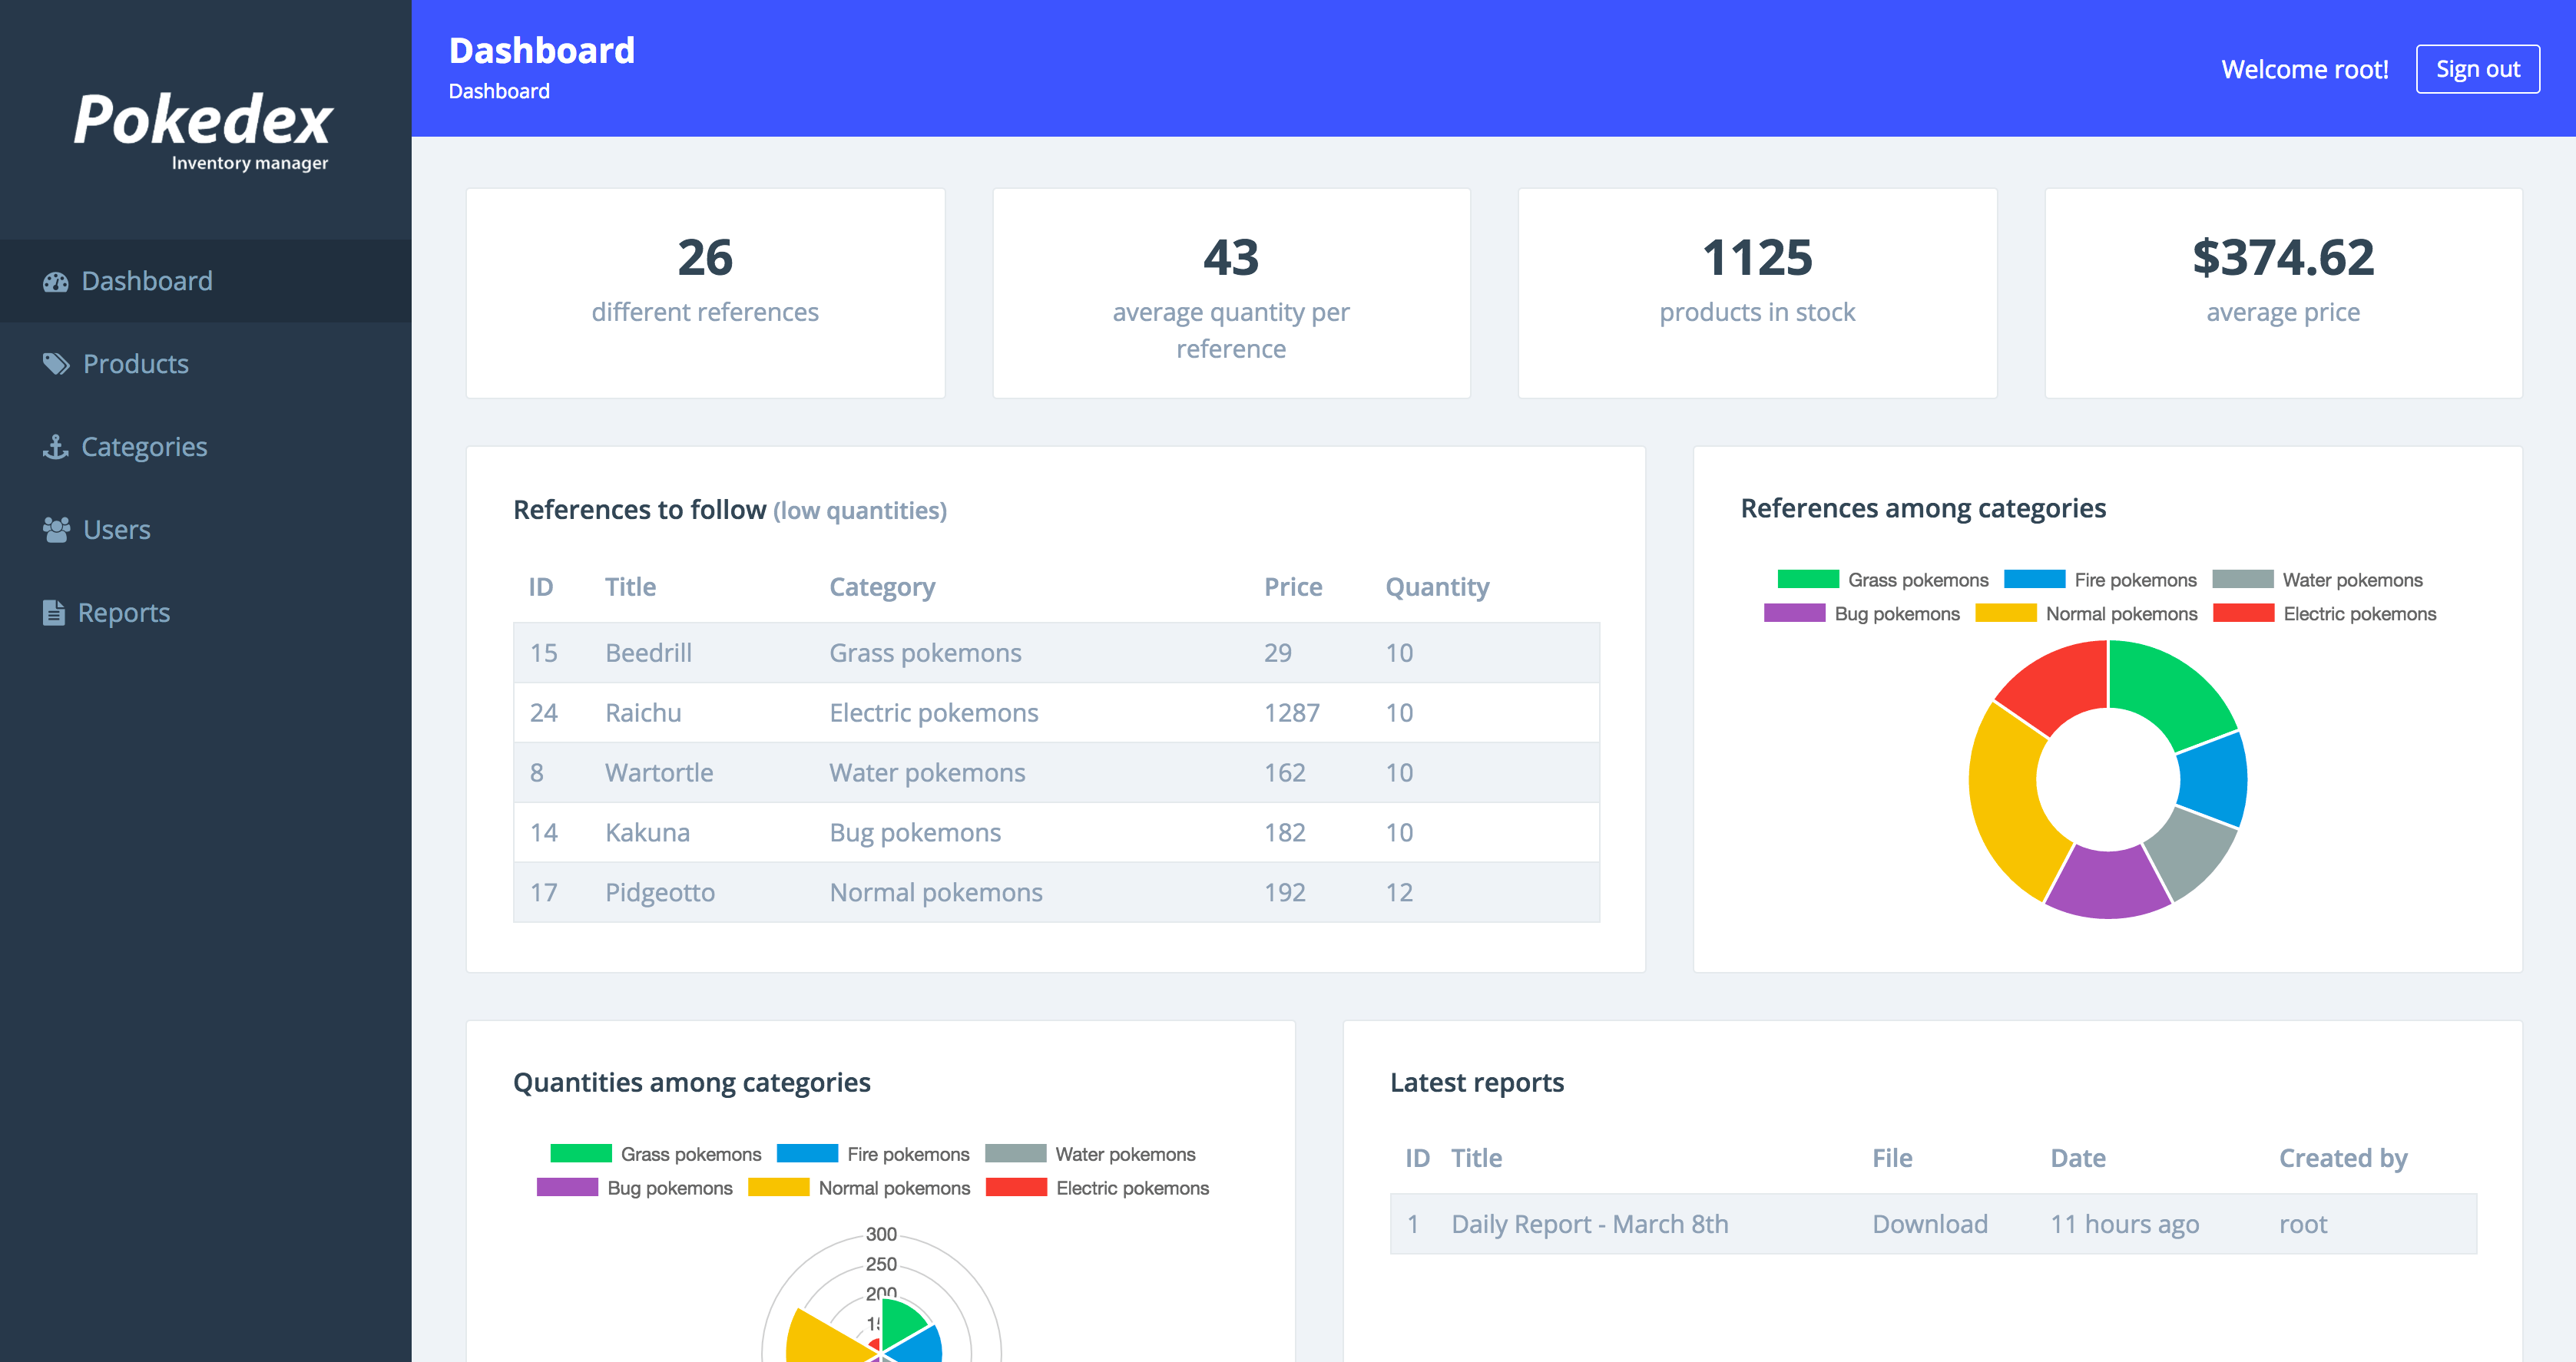 Pokedex
Inventory manager
Dashboard
Products
Categories
Users
Reports
Dashboard
Dashboard
Welcome root!
Sign out
26
different references
43
average quantity per
reference
1125
products in stock
$374.62
average price
References to follow (low quantities)
ID Title Category Price Quantity
15 Beedrill Grass pokemons 29 10
24 Raichu Electric pokemons 1287 10
8 Wartortle Water pokemons 162 10
14 Kakuna Bug pokemons 182 10
17 Pidgeotto Normal pokemons 192 12
References among categories
Grass pokemons Fire pokemons Water pokemons
Bug pokemons Normal pokemons Electric pokemons
Quantities among categories
Grass pokemons Fire pokemons Water pokemons
Bug pokemons Normal pokemons Electric pokemons
300
250
200
Latest reports
ID Title File Date Created by
1 Daily Report - March 8th Download 11 hours ago root